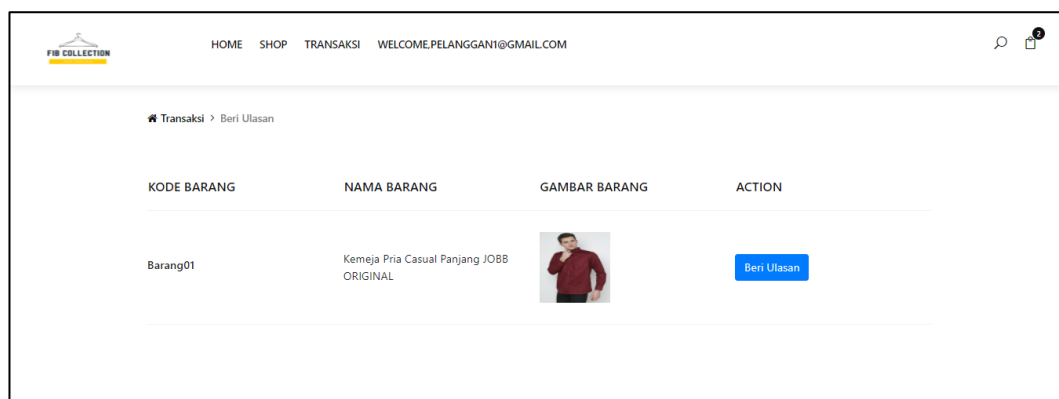 FIB COLLECTION
HOME SHOP TRANSAKSI WELCOME,PELANGGAN1@GMAIL.COM
2
Transaksi > Beri Ulasan
KODE BARANG NAMA BARANG GAMBAR BARANG ACTION
Barang01
Kemeja Pria Casual Panjang JOBB
ORIGINAL
Beri Ulasan